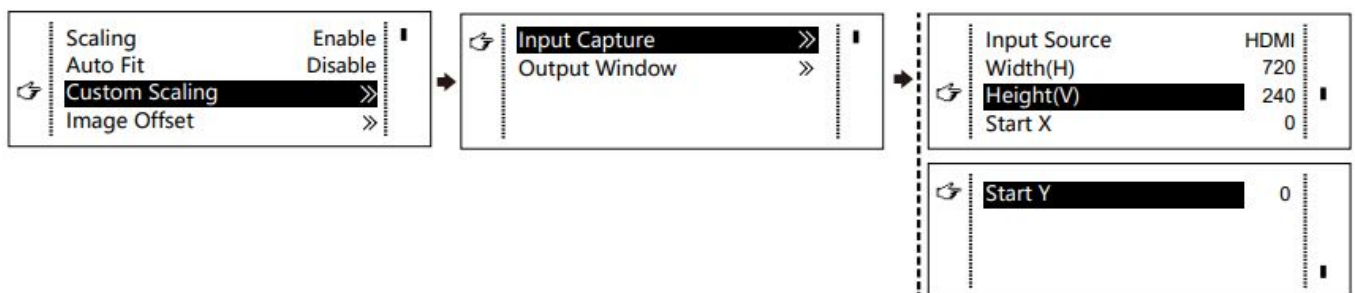 Scaling Enable
Auto Fit Disable
Custom Scaling »
Image Offset »
Input Capture »
Output Window »
Input Source HDMI
Width(H) 720
Height(V) 240
Start X 0
Start Y 0